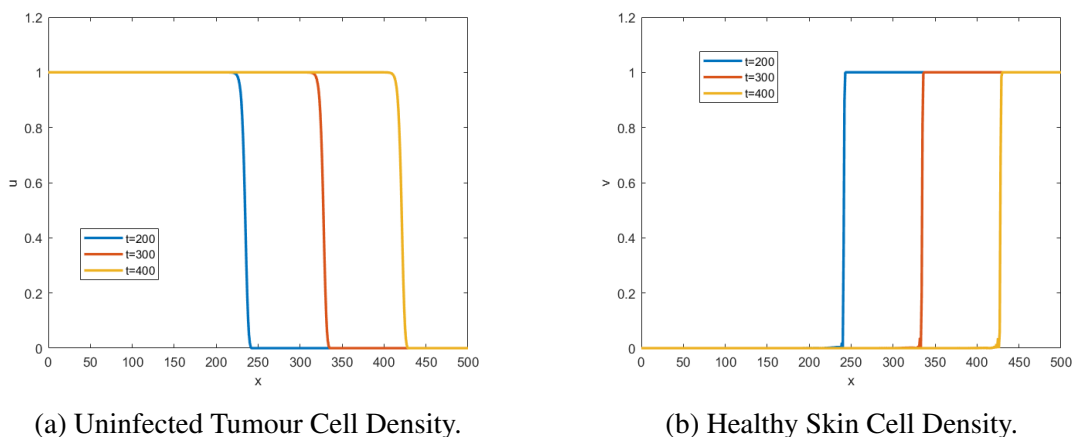 1.2
1
0.8
0.6
0.4
0.2
0
u
t=200
t=300
t=400
0 50 100 150 200 250 300 350 400 450 500
x
(a) Uninfected Tumour Cell Density.
1.2
1
0.8
0.6
0.4
0.2
0
v
t=200
t=300
t=400
0 50 100 150 200 250 300 350 400 450 500
x
(b) Healthy Skin Cell Density.